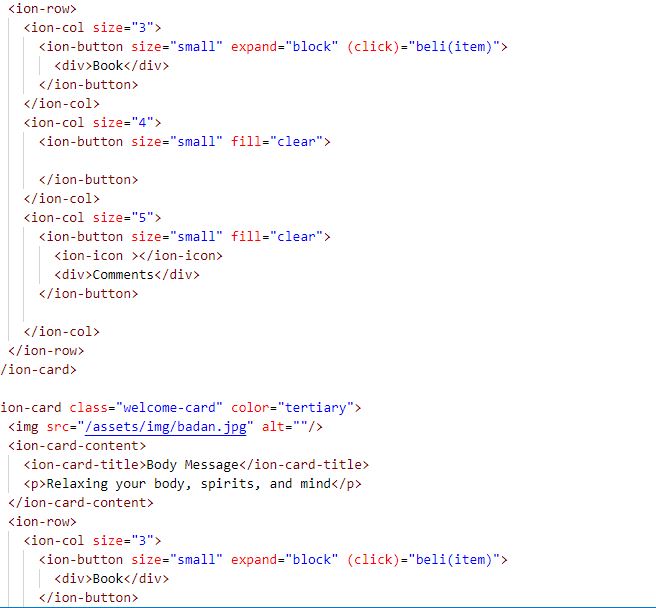 <ion-row>
<ion-col size="3">
<ion-button size="small" expand="block" (click)="beli(item)">
<div>Book</div>
</ion-button>
</ion-col>
<ion-col size="4">
<ion-button size="small" fill="clear">
</ion-button>
</ion-col>
<ion-col size="5">
<ion-button size="small" fill="clear">
<ion-icon ></ion-icon>
<div>Comments</div>
</ion-button>
</ion-col>
</ion-row>
/ion-card>
ion-card class="welcome-card" color="tertiary">
<img src="/assets/img/badan.jpg" alt=""/>
<ion-card-content>
<ion-card-title>Body Message</ion-card-title>
<p>Relaxing your body, spirits, and mind</p>
</ion-card-content>
<ion-row>
<ion-col size="3">
<ion-button size="small" expand="block" (click)="beli(item)">
<div>Book</div>
</ion-button>